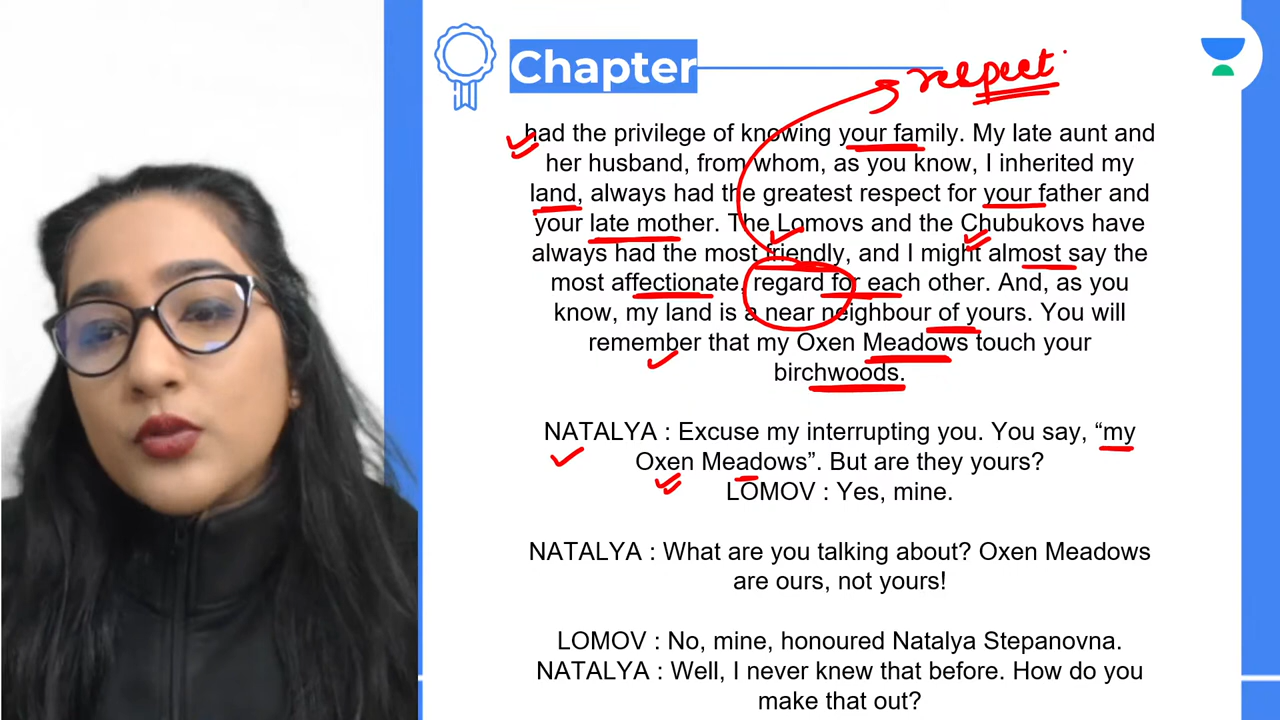 Chapter
respect
had the privilege of knowing your family. My late aunt and
her husband, from whom, as you know, I inherited my
land, always had the greatest respect for your father and
your late mother. The Lomovs and the Chubukovs have
always had the most friendly, and I might almost say the
most affectionate, regard for each other. And, as you
know, my land is a near neighbour of yours. You will
remember that my Oxen Meadows touch your
birchwoods.
NATALYA : Excuse my interrupting you. You say, “my
Oxen Meadows”. But are they yours?
LOMOV : Yes, mine.
NATALYA : What are you talking about? Oxen Meadows
are ours, not yours!
LOMOV : No, mine, honoured Natalya Stepanovna.
NATALYA : Well, I never knew that before. How do you
make that out?